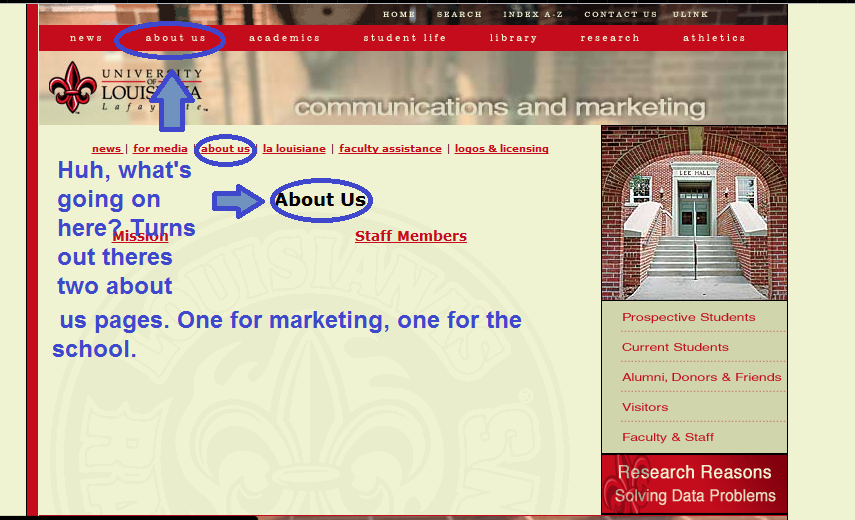 HOME SEARCH INDEX A-Z CONTACT US ULINK
news about us academics student life library research athletics
UNIVERSITY
OF
LOUISIANA
Lafayette
communications and marketing
news | for media | about us | la louisiane | faculty assistance | logos & licensing
LEE HALL
Huh, what's
going on
About Us
here? Turns
Mission Staff Members
out theres
two about
us pages. One for marketing, one for the
school.
Prospective Students
Current Students
Alumni, Donors & Friends
Visitors
Faculty & Staff
Research Reasons
Solving Data Problems